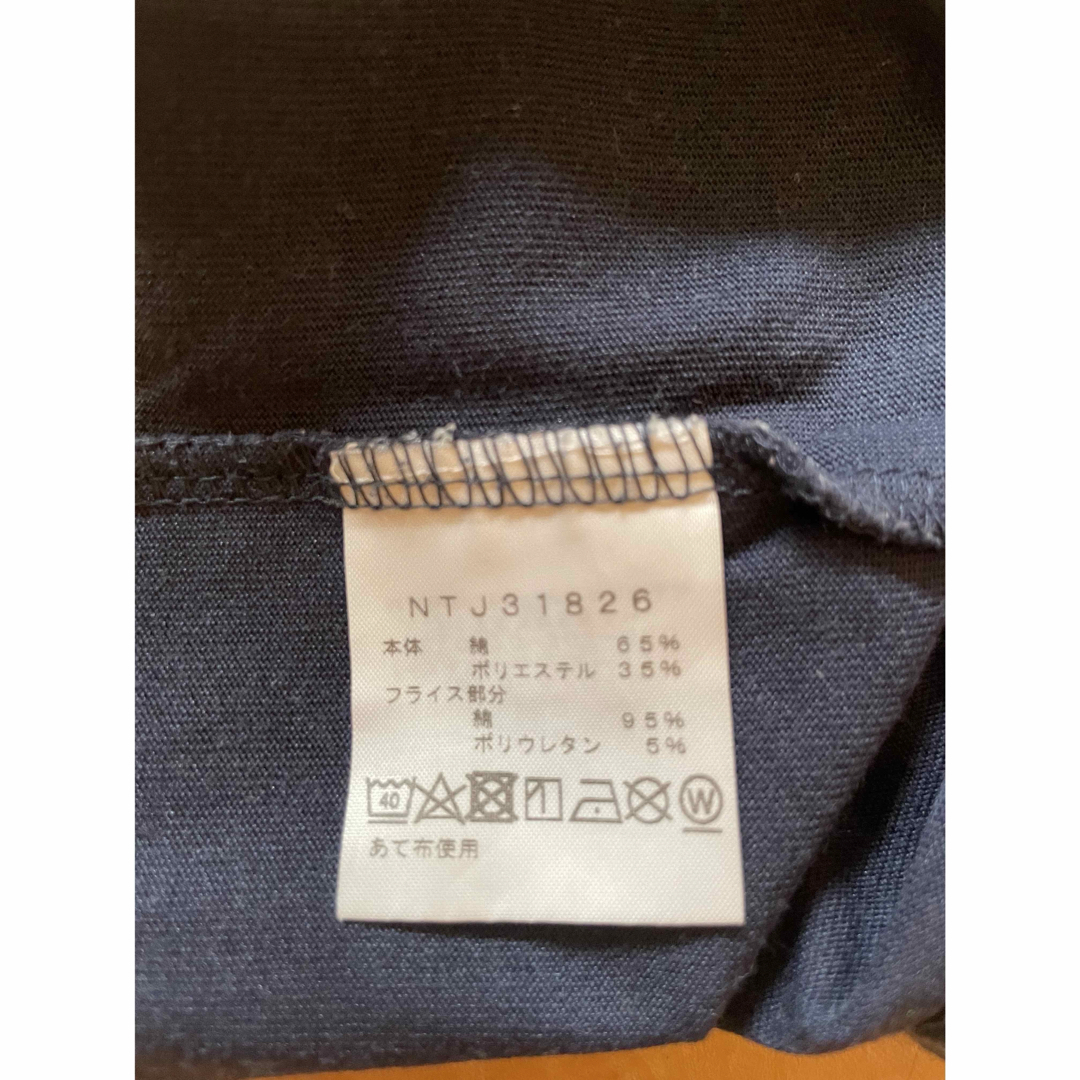 NTJ31826
本体 綿 65%
ポリエステル 35%
フライス部分
綿 95%
ポリウレタン 5%
40 W
あて布使用